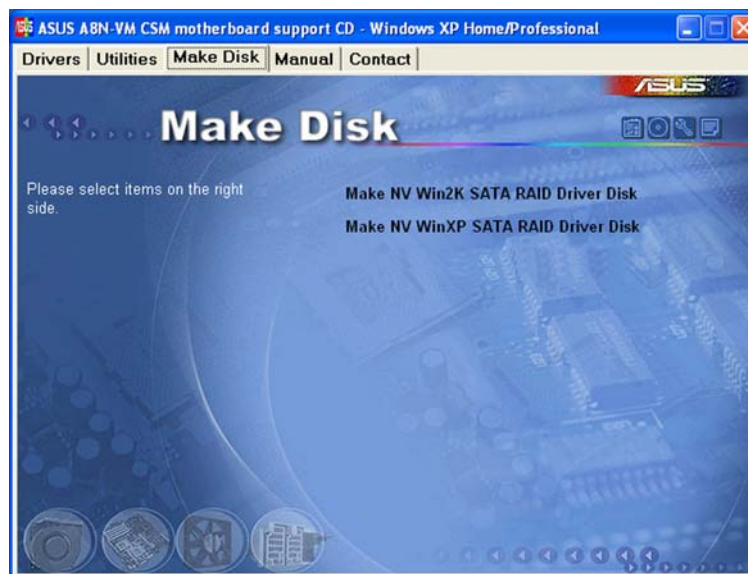 ASUS A8N-VM CSM motherboard support CD - Windows XP Home/Professional
Drivers Utilities Make Disk Manual Contact
ASUS
Make Disk
Please select items on the right
side.
Make NV Win2K SATA RAID Driver Disk
Make NV WinXP SATA RAID Driver Disk